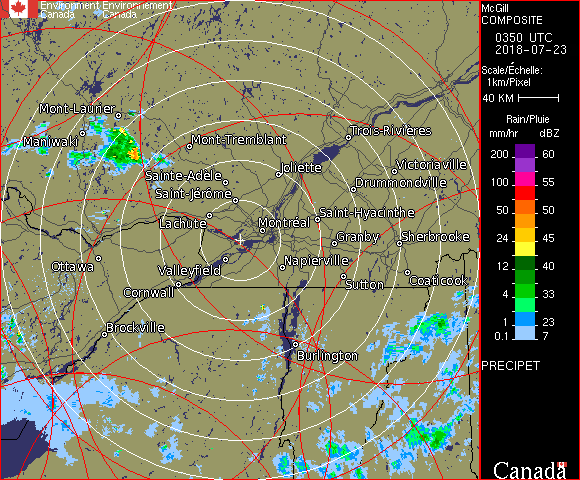 Environment Environnement
Canada Canada
McGill
COMPOSITE
0350 UTC
2018-07-23
Scale/Échelle:
1km/Pixel
40 KM
Rain/Pluie
mm/hr dBZ
200 60
100 55
50 50
24 45
12 40
4 33
1 23
0.1 7
PRECIPET
Canada
Mont-Laurier
Maniwaki
Mont-Tremblant
Trois-Rivières
Joliette
Victoriaville
Sainte-Adèle
Drummondville
Saint-Jérôme
Lachute
Saint-Hyacinthe
Montréal
Granby
Sherbrooke
Ottawa
Valleyfield
Napierville
Cornwall
Sutton
Coaticook
Brockville
Burlington